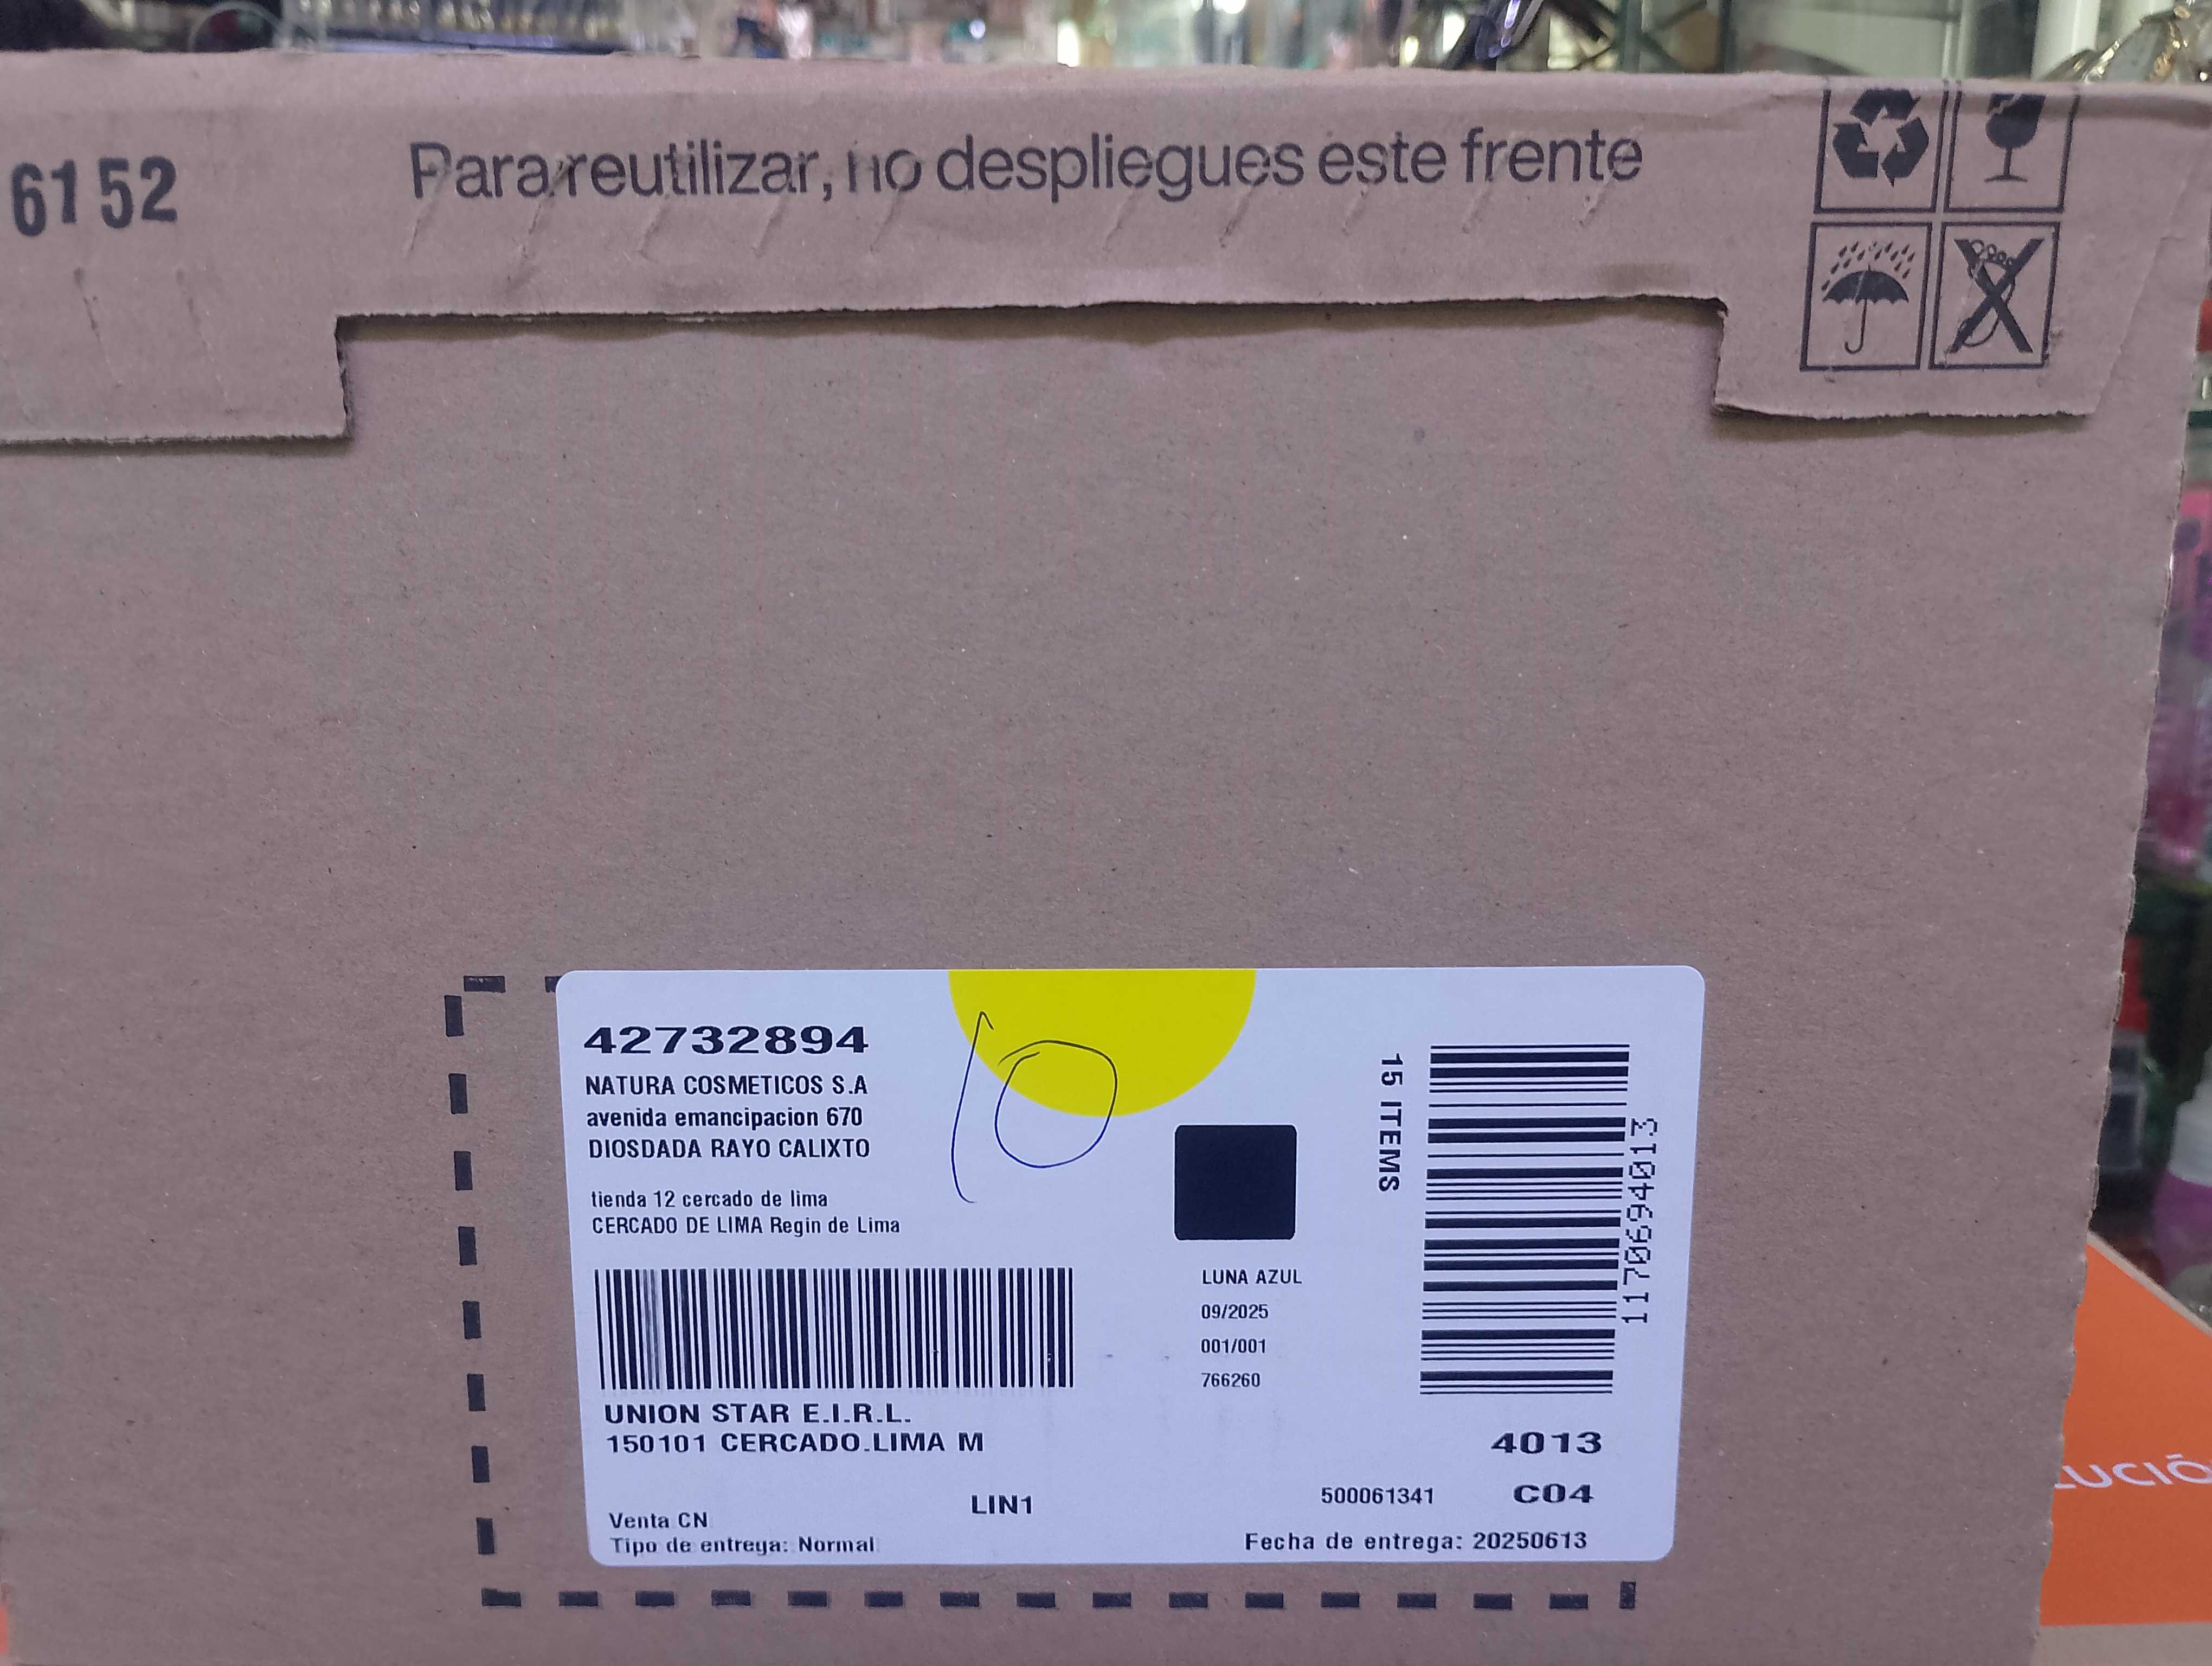 6152
Para reutilizar, no despliegues este frente
42732894
NATURA COSMETICOS S.A
avenida emancipacion 670
DIOSDADA RAYO CALIXTO
tienda 12 cercado de lima
CERCADO DE LIMA Regin de Lima
UNION STAR E.I.R.L.
150101 CERCADO.LIMA M
LIN1
Venta CN
Tipo de entrega: Normal
LUNA AZUL
09/2025
001/001
766260
15 ITEMS
1170694013
4013
500061341 C04
Fecha de entrega: 20250613